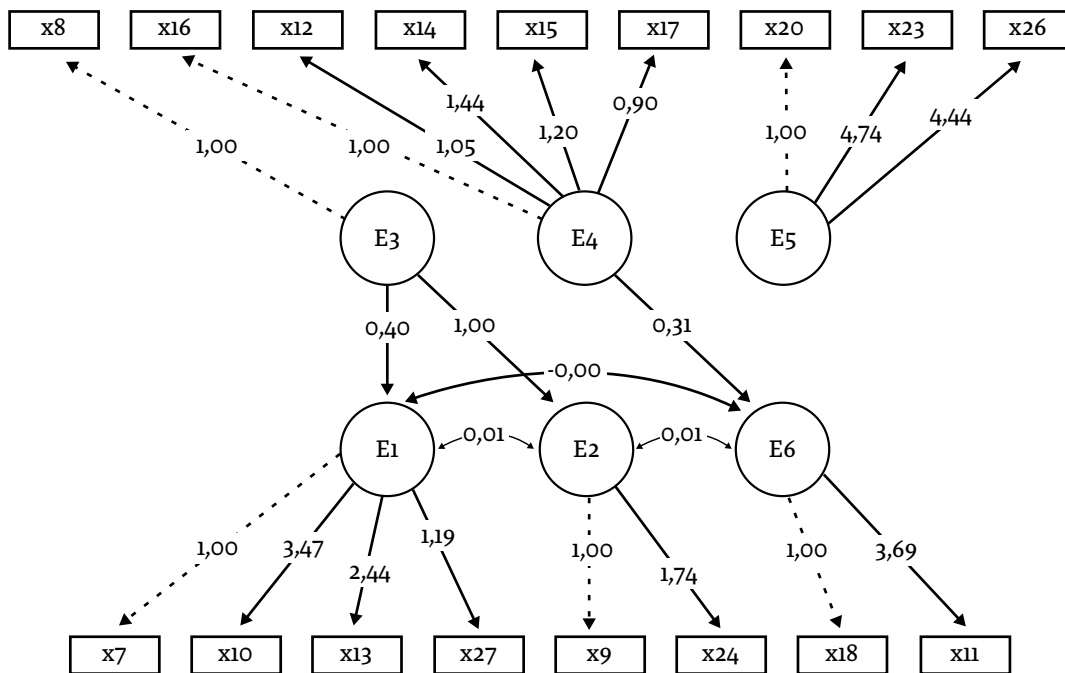 x8 x16 x12 x14 x15 x17 x20 x23 x26
1,44 0,90
1,00 1,00 1,05 1,20 1,00 4,74 4,44
E3 E4 E5
0,40 1,00 0,31
-0,00
E1 0,01 E2 0,01 E6
1,00 3,47 2,44 1,19 1,00 1,74 1,00 3,69
x7 x10 x13 x27 x9 x24 x18 x11